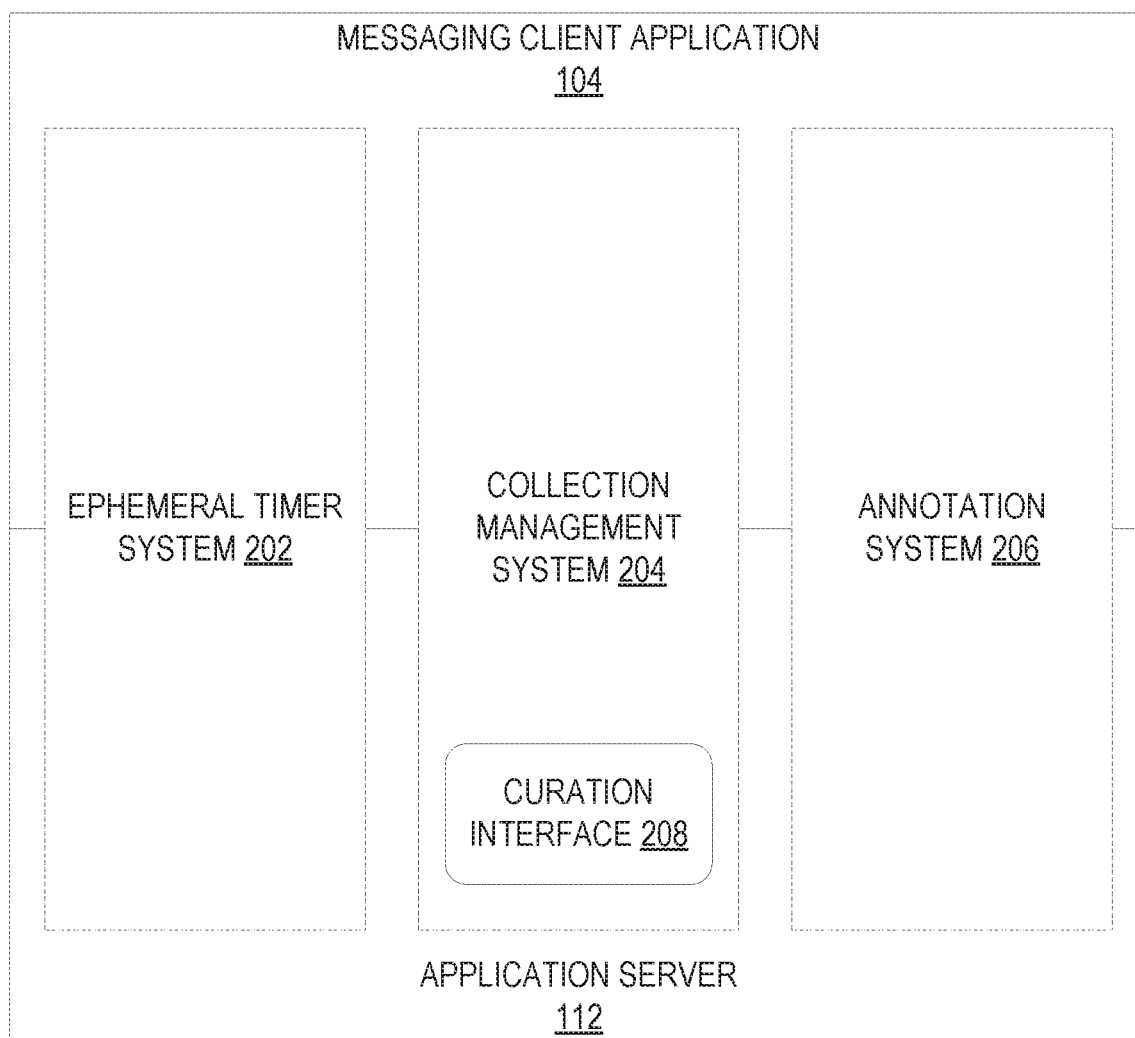 MESSAGING CLIENT APPLICATION
104
EPHEMERAL TIMER
SYSTEM 202
COLLECTION
MANAGEMENT
SYSTEM 204
ANNOTATION
SYSTEM 206
CURATION
INTERFACE 208
APPLICATION SERVER
112